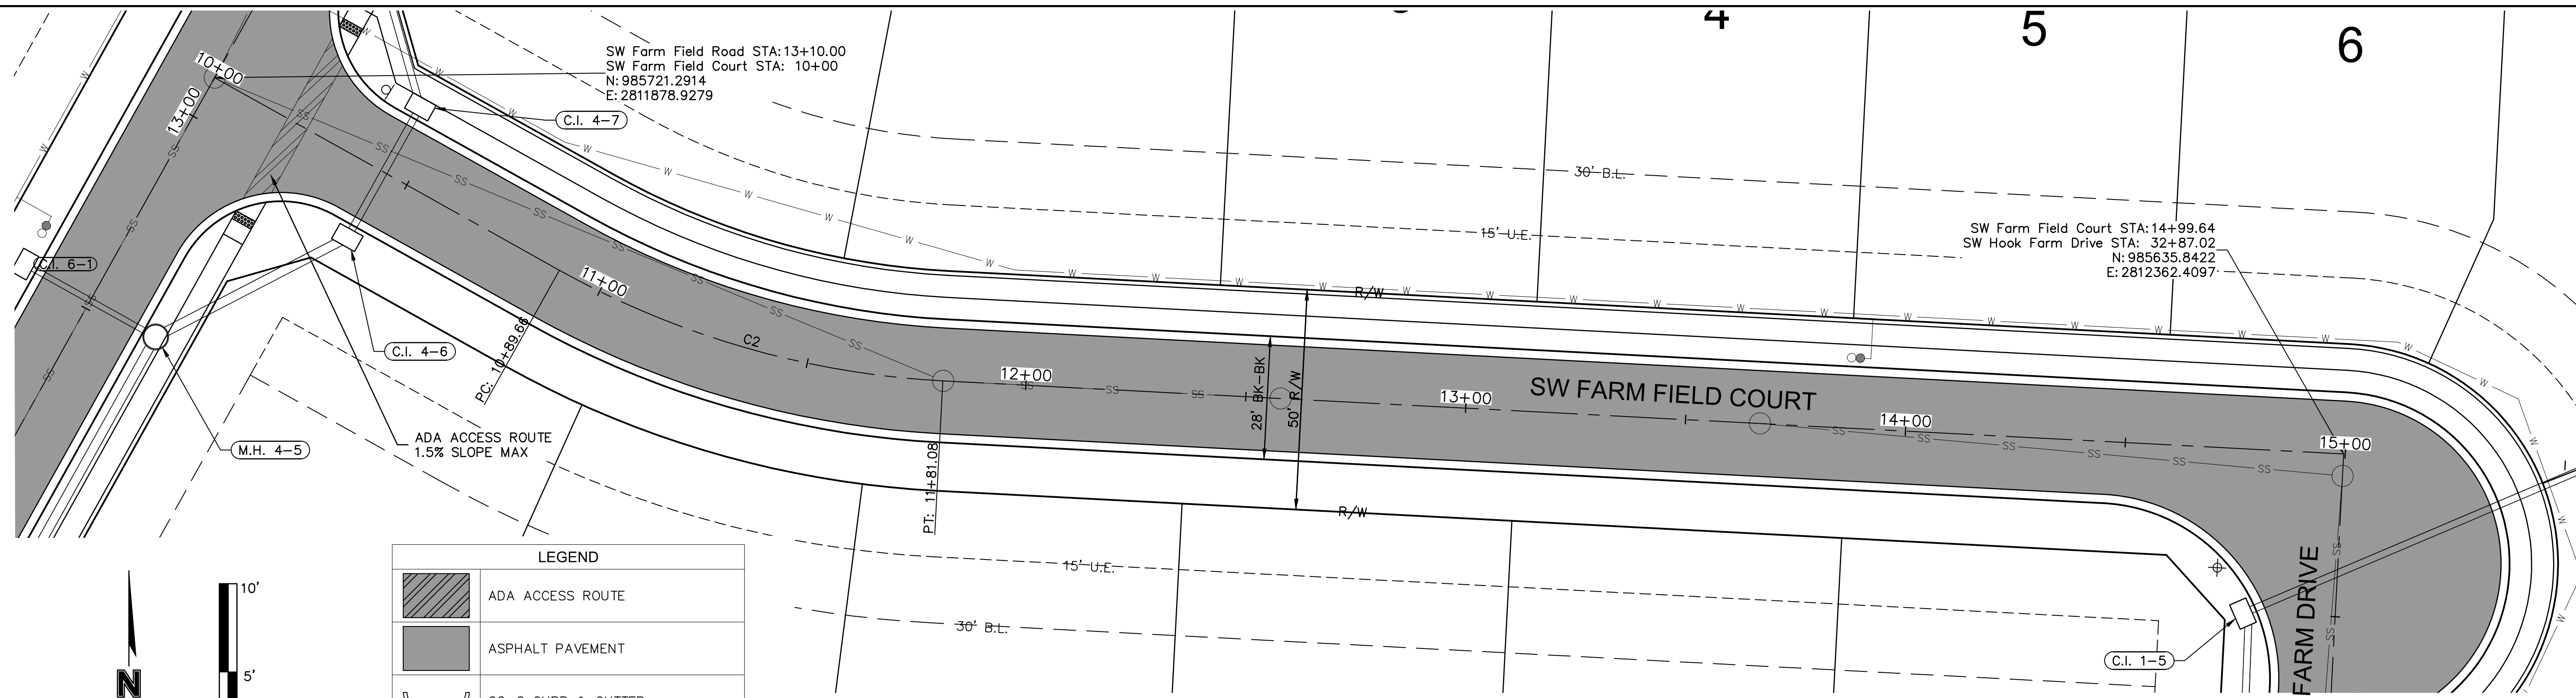 4
5
6
SW Farm Field Road STA:13+10.00
SW Farm Field Court STA: 10+00
N: 985721.2914
E: 2811878.9279
10+00
13+00
C.I. 4-7
30' B.L.
15' U.E.
SW Farm Field Court STA:14+99.64
SW Hook Farm Drive STA: 32+87.02
N: 985635.8422
E: 2812362.4097
C.I. 6-1
11+00
R/W
C2
C.I. 4-6
PC: 10+89.66
12+00
28' BK-BK
50' R/W
13+00
SW FARM FIELD COURT
14+00
15+00
M.H. 4-5
ADA ACCESS ROUTE
1.5% SLOPE MAX
PT: 11+81.08
R/W
15' U.E.
30' B.L.
FARM DRIVE
C.I. 1-5
LEGEND
ADA ACCESS ROUTE
ASPHALT PAVEMENT
10'
5'
N
W
SS